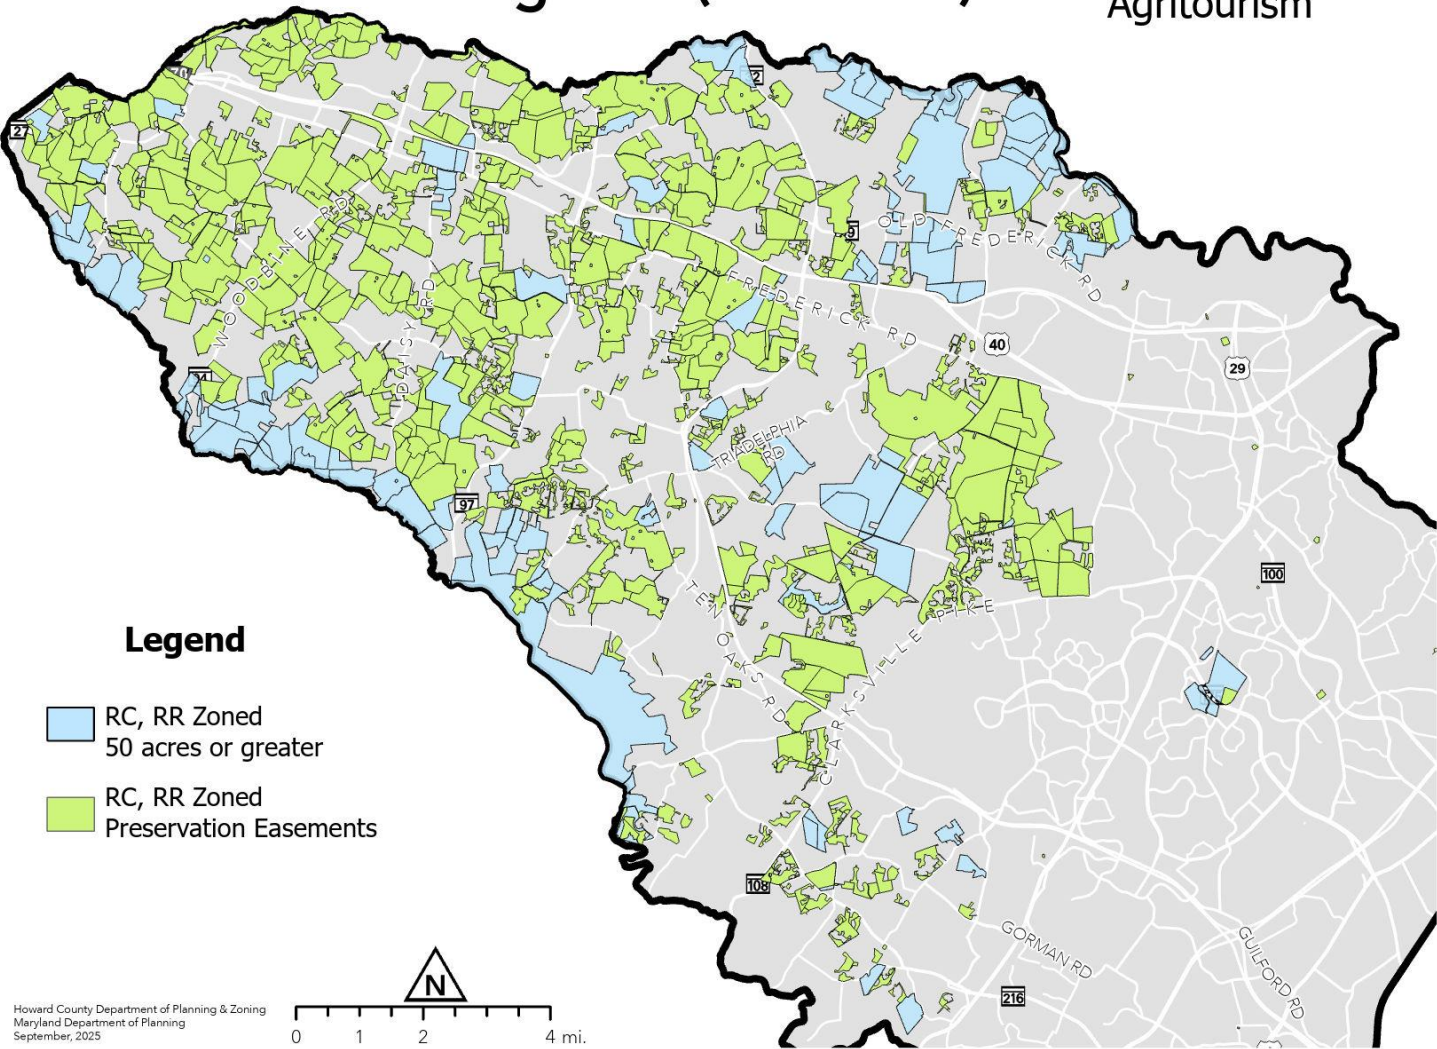 Agritourism
27
WOODBINE RD
DAISY RD
OLD FREDERICK RD
FREDERICK RD
40
29
TRIADELPHIA
RD
97
100
TEN OAKS RD
CLARKSVILLE PIKE
108
GORMAN RD
GUILFORD RD
216
Legend
RC, RR Zoned
50 acres or greater
RC, RR Zoned
Preservation Easements
N
0 1 2 4 mi.
Howard County Department of Planning & Zoning
Maryland Department of Planning
September, 2025